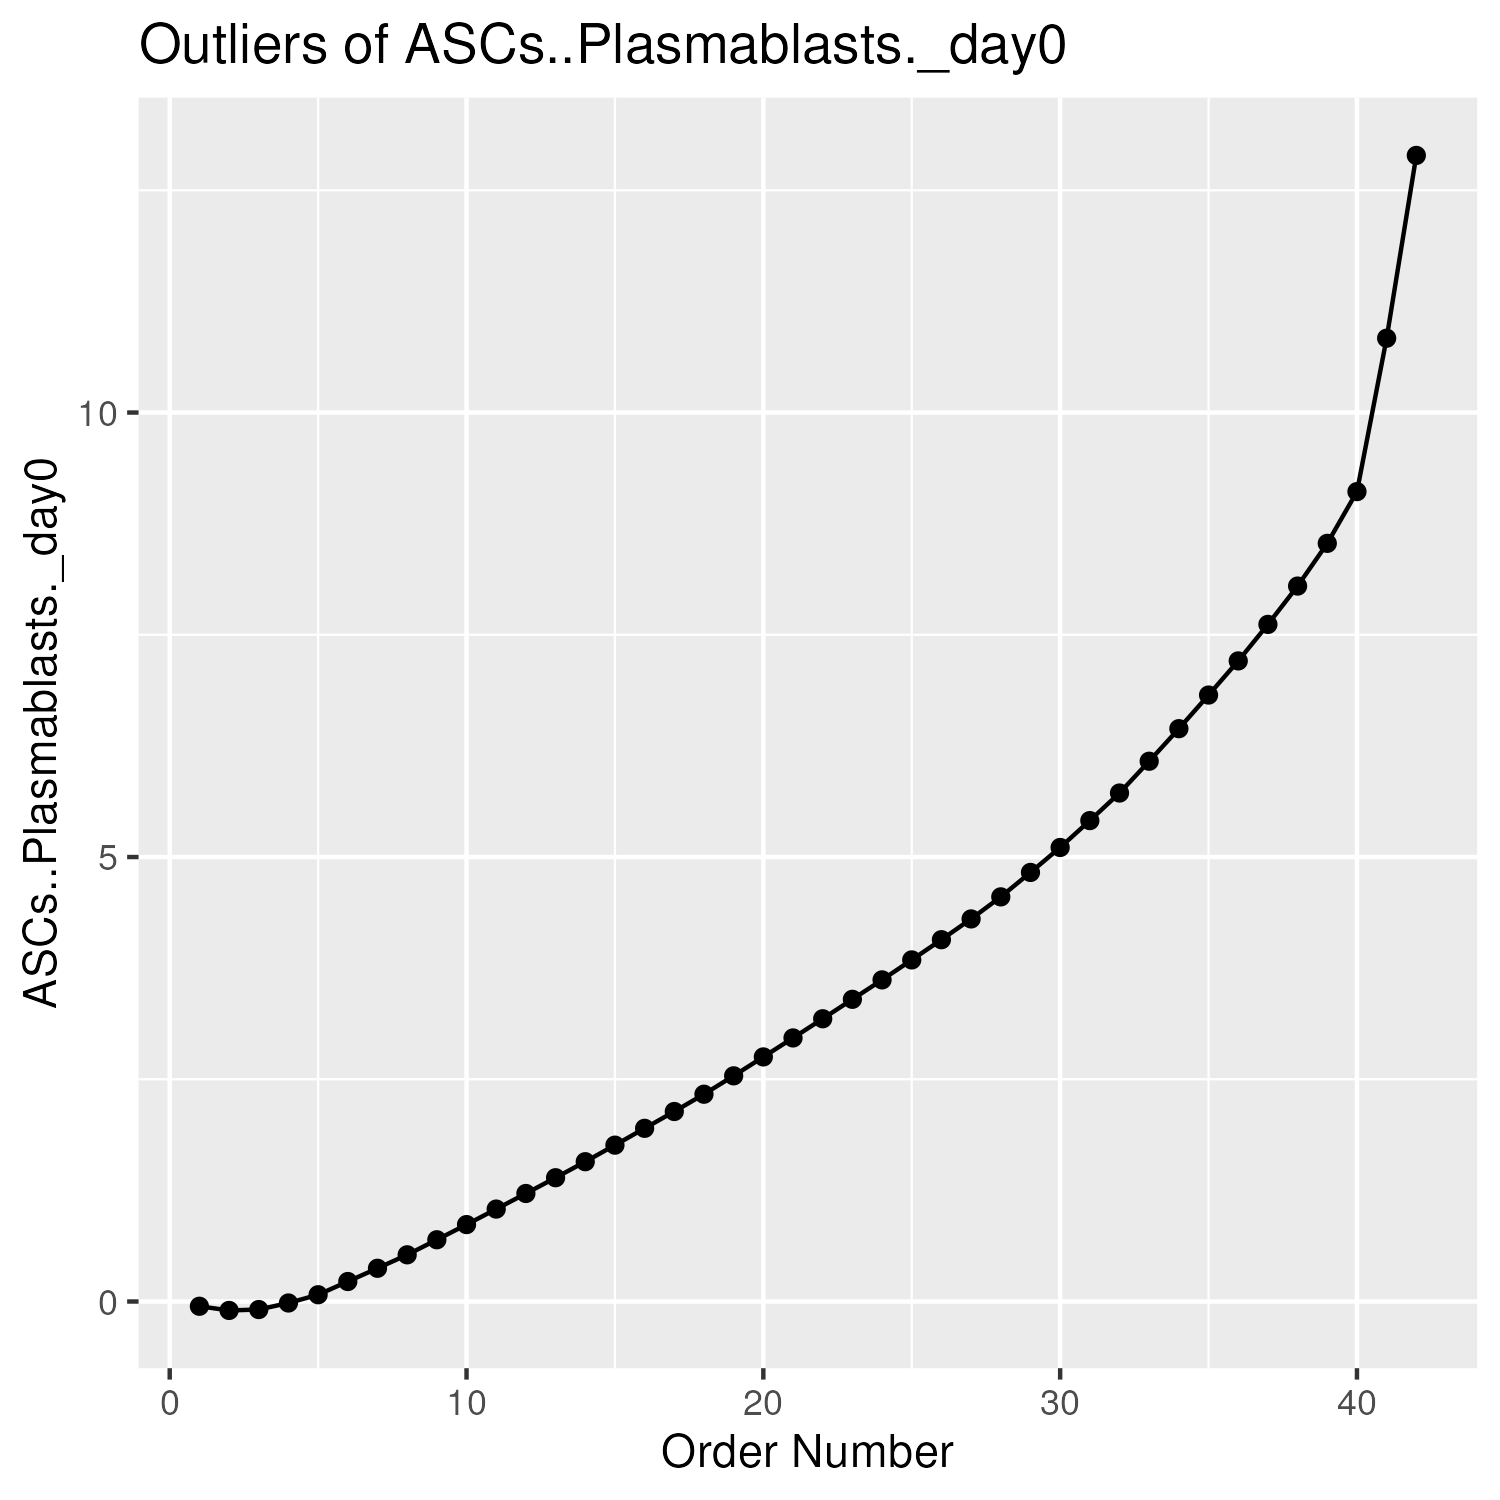 Outliers of ASCs..Plasmablasts._day0
ASCs..Plasmablasts._day0
10
5
0
0 10 20 30 40
Order Number